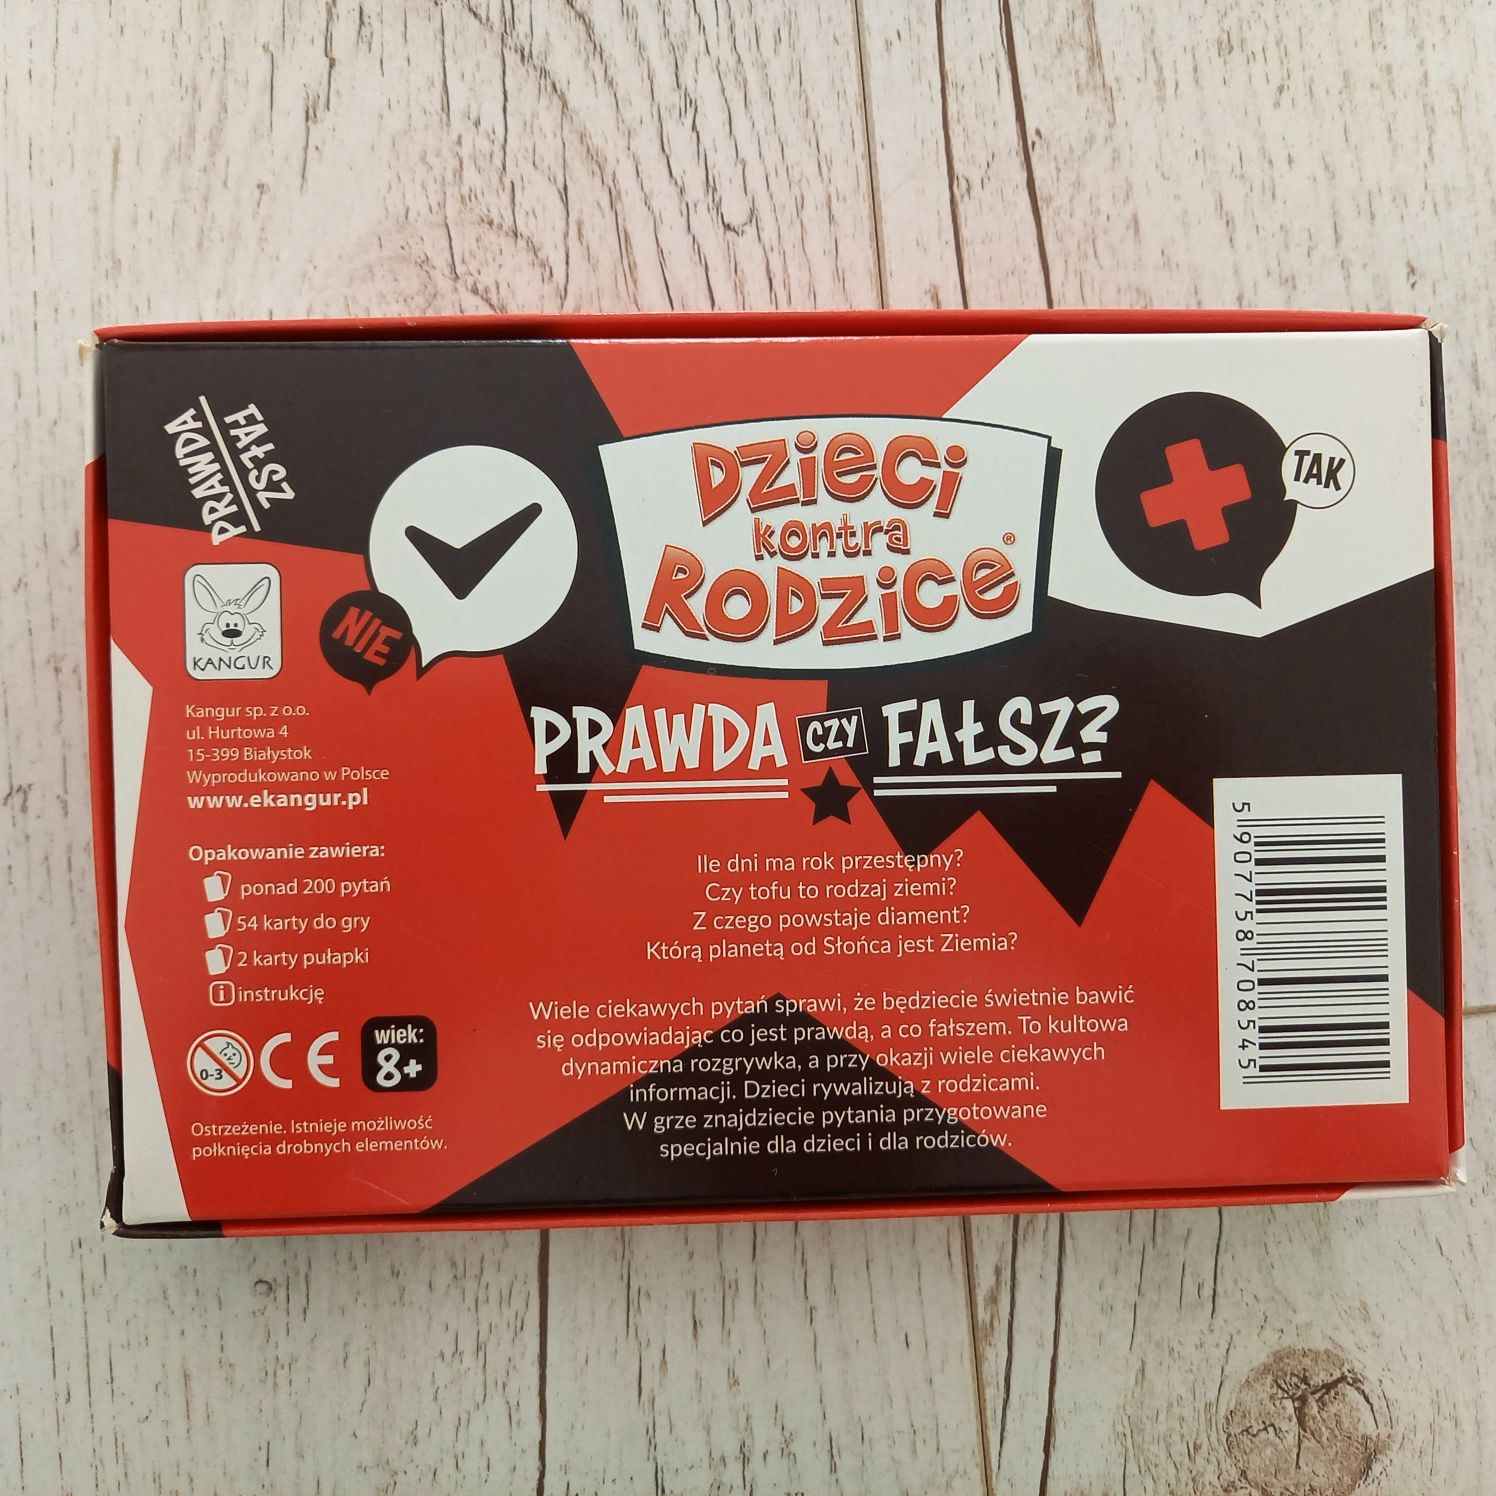 PRAWDA
FAŁSZ
NIE
KANGUR
Kangur sp. z o.o.
ul. Hurtowa 4
15-399 Białystok
Wyprodukowano w Polsce
www.ekangur.pl
Opakowanie zawiera:
ponad 200 pytań
54 karty do gry
2 karty pułapki
i instrukcję
0-3
CE
wiek:
8+
Ostrzeżenie. Istnieje możliwość
połknięcia drobnych elementów.
Dzieci
kontra
Rodzice®
TAK
PRAWDA CZY FAŁSZ?
Ile dni ma rok przestępny?
Czy tofu to rodzaj ziemi?
Z czego powstaje diament?
Którą planetą od Słońca jest Ziemia?
Wiele ciekawych pytań sprawi, że będziecie świetnie bawić
się odpowiadając co jest prawdą, a co fałszem. To kultowa
dynamiczna rozgrywka, a przy okazji wiele ciekawych
informacji. Dzieci rywalizują z rodzicami.
W grze znajdziecie pytania przygotowane
specjalnie dla dzieci i dla rodziców.
5 907758 708545